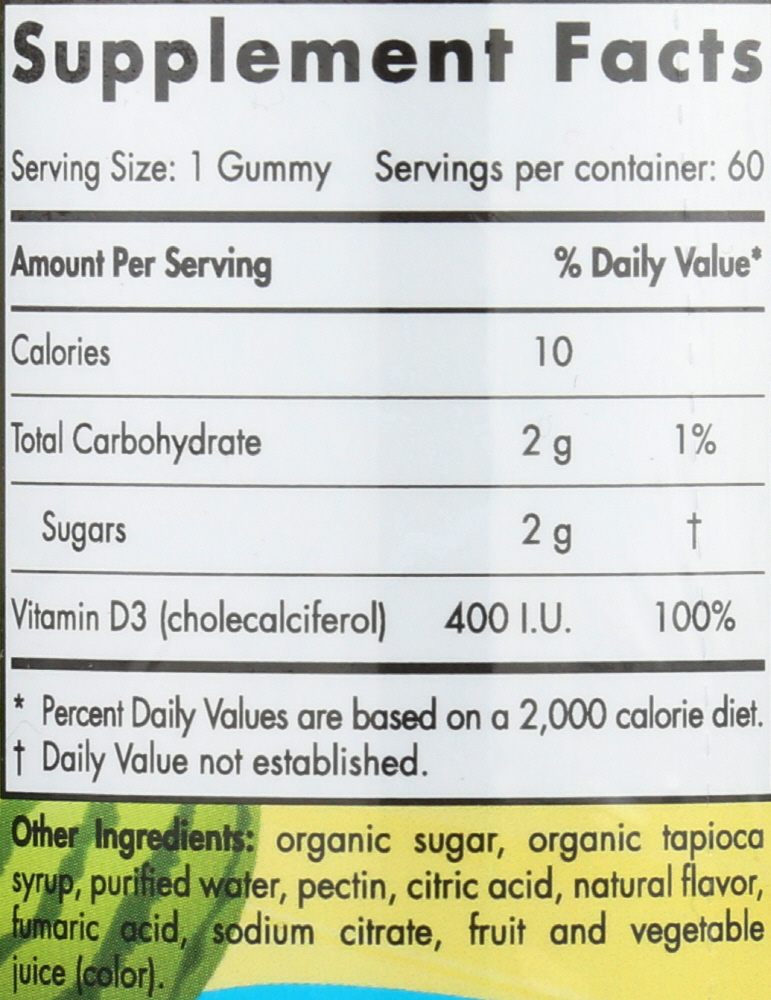 Supplement Facts
Serving Size: 1 Gummy Servings per container: 60
Amount Per Serving % Daily Value*
Calories 10
Total Carbohydrate 2 g 1%
Sugars 2 g †
Vitamin D3 (cholecalciferol) 400 I.U. 100%
* Percent Daily Values are based on a 2,000 calorie diet.
† Daily Value not established.
Other Ingredients: organic sugar, organic tapioca
syrup, purified water, pectin, citric acid, natural flavor,
fumaric acid, sodium citrate, fruit and vegetable
juice (color).